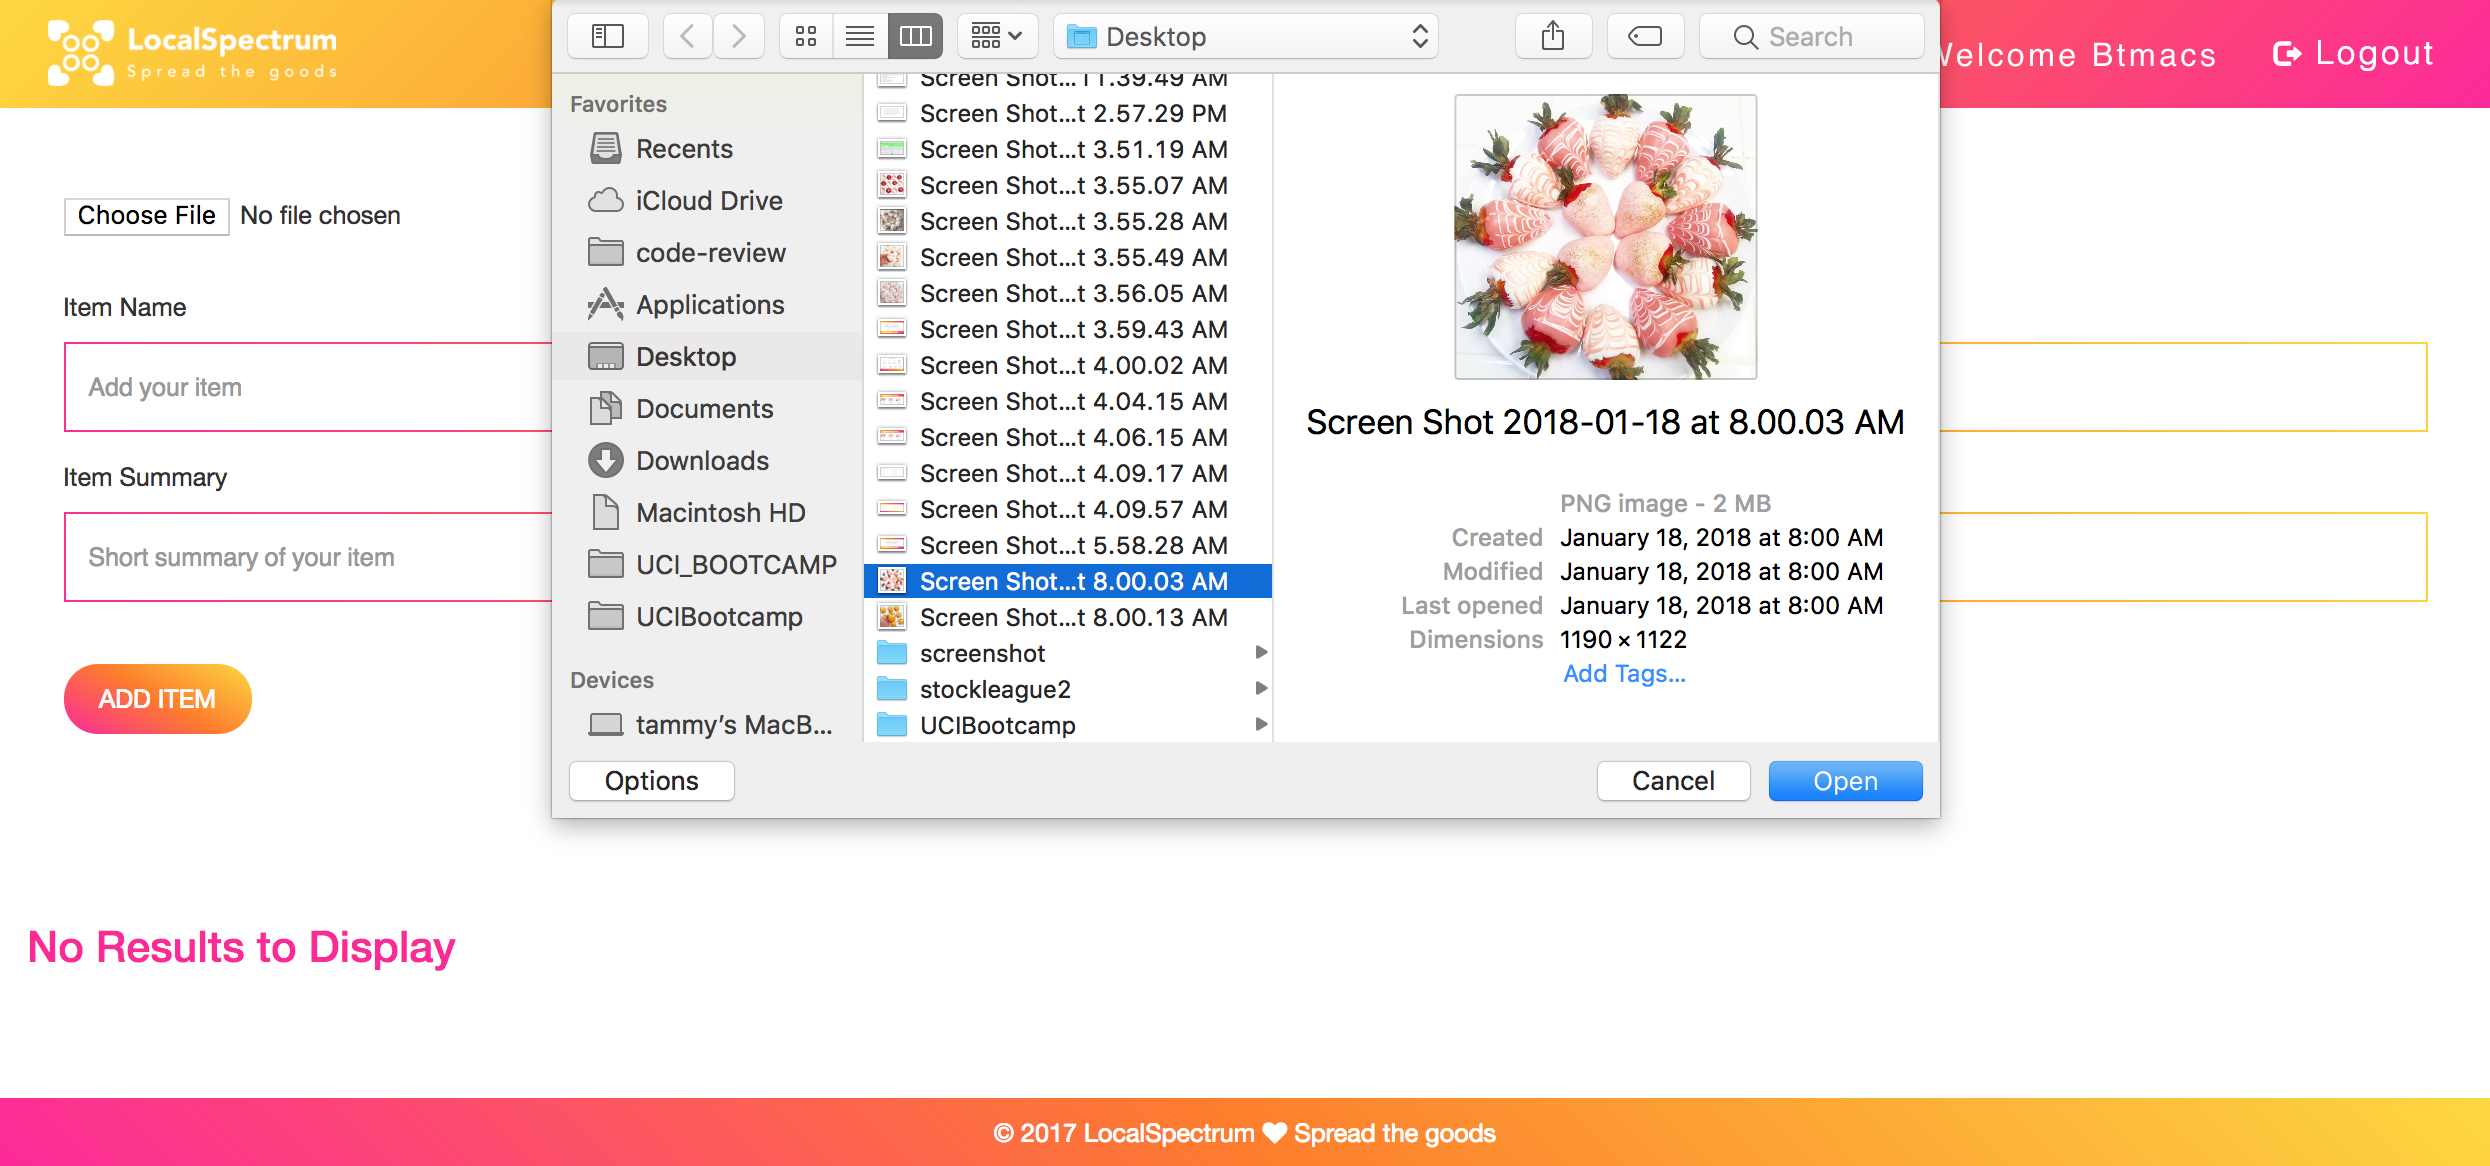 LocalSpectrum
Spread the goods
Desktop
Search
Welcome Btmacs
Logout
Choose File No file chosen
Item Name
Add your item
Item Summary
Short summary of your item
ADD ITEM
Favorites
Recents
iCloud Drive
code-review
Applications
Desktop
Documents
Downloads
Macintosh HD
UCI_BOOTCAMP
UCIBootcamp
Devices
tammy's MacB...
Screen Shot...t 11.39.49 AM
Screen Shot...t 2.57.29 PM
Screen Shot...t 3.51.19 AM
Screen Shot...t 3.55.07 AM
Screen Shot...t 3.55.28 AM
Screen Shot...t 3.55.49 AM
Screen Shot...t 3.56.05 AM
Screen Shot...t 3.59.43 AM
Screen Shot...t 4.00.02 AM
Screen Shot...t 4.04.15 AM
Screen Shot...t 4.06.15 AM
Screen Shot...t 4.09.17 AM
Screen Shot...t 4.09.57 AM
Screen Shot...t 5.58.28 AM
Screen Shot...t 8.00.03 AM
Screen Shot...t 8.00.13 AM
screenshot
stockleague2
UCIBootcamp
Screen Shot 2018-01-18 at 8.00.03 AM
PNG image - 2 MB
Created January 18, 2018 at 8:00 AM
Modified January 18, 2018 at 8:00 AM
Last opened January 18, 2018 at 8:00 AM
Dimensions 1190 × 1122
Add Tags...
Options
Cancel
Open
No Results to Display
© 2017 LocalSpectrum ♥ Spread the goods